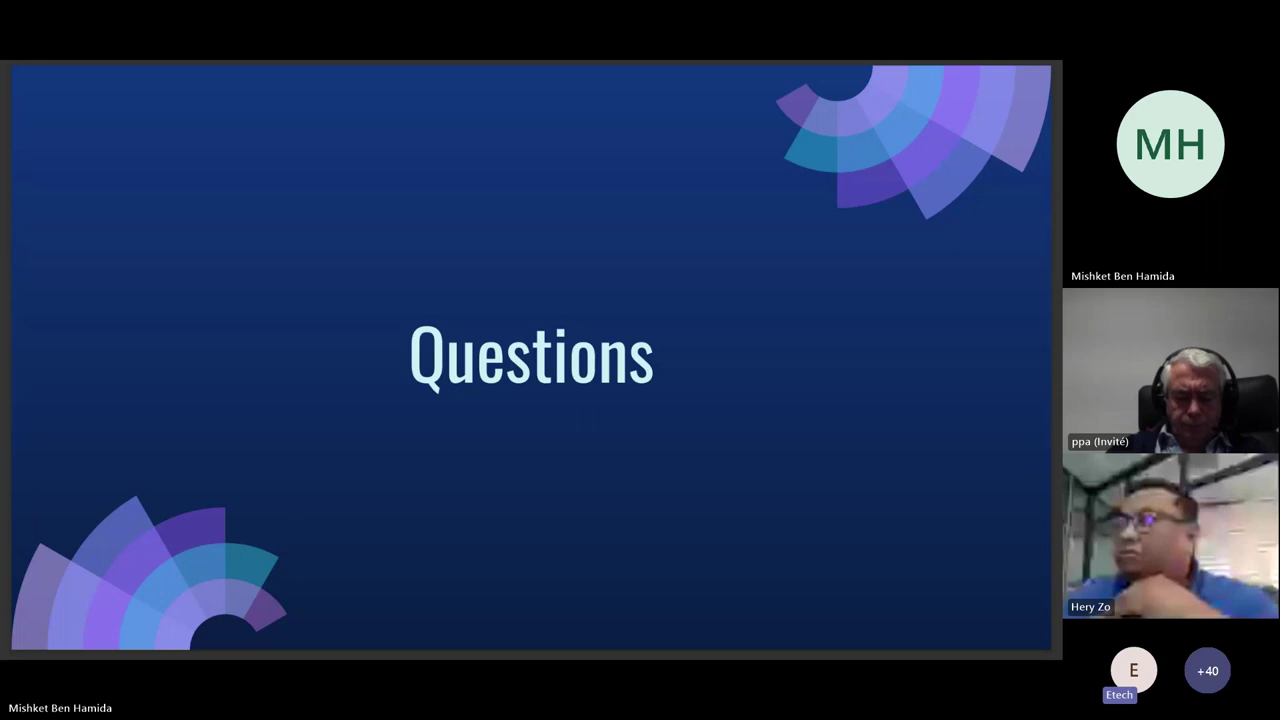 Questions
MH
Mishket Ben Hamida
ppa (Invité)
Hery Zo
E
+40
Etech
Mishket Ben Hamida